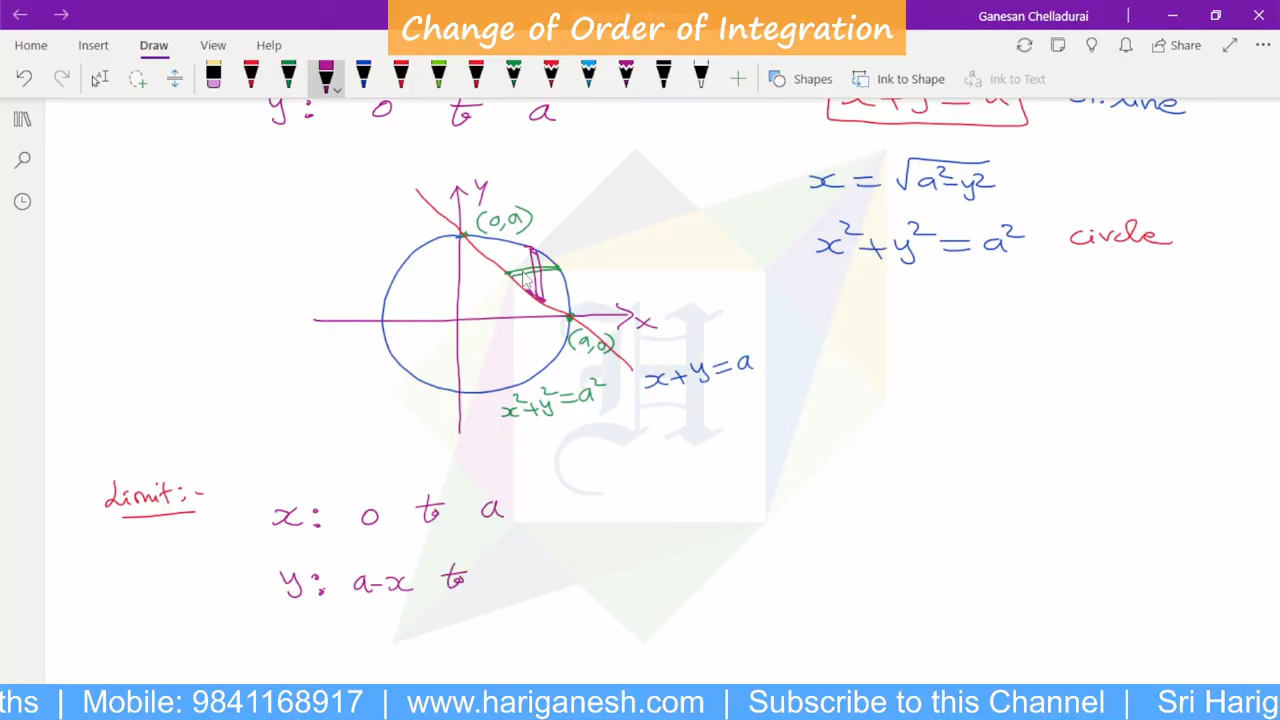 Change of Order of Integration
Ganesan Chelladurai
Home Insert Draw View Help
Share
Shapes Ink to Shape Ink to Text
y: 0 to a
x+y=a
St. line
x = √a²-y²
x²+y²=a² circle
y
(0,a)
x
(a,0)
x+y=a
x²+y²=a²
H
Limit:-
x: 0 to a
y: a-x to
ths | Mobile: 9841168917 | www.hariganesh.com | Subscribe to this Channel | Sri Harig